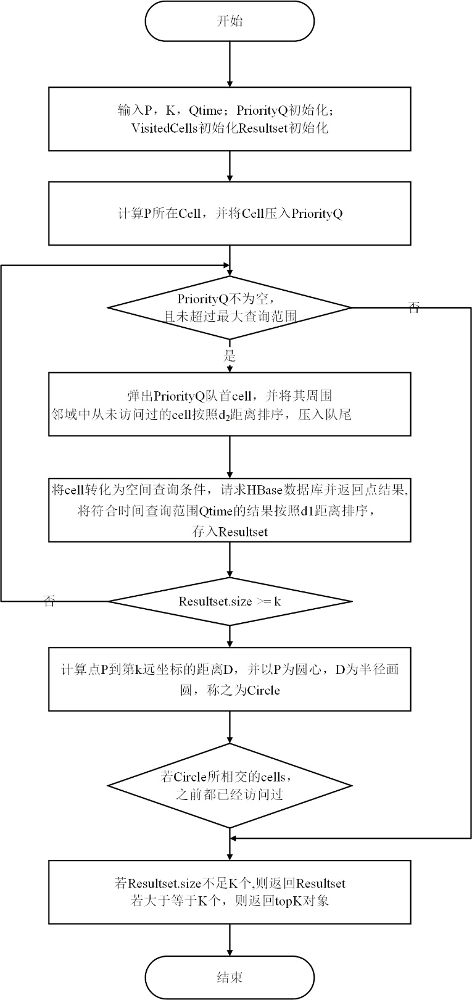 开始
输入P，K，Qtime；PriorityQ初始化；
VisitedCells初始化Resultset初始化
计算P所在Cell，并将Cell压入PriorityQ
PriorityQ不为空，
且未超过最大查询范围
否
是
弹出PriorityQ队首cell，并将其周围
邻域中从未访问过的cell按照d₂距离排序，压入队尾
将cell转化为空间查询条件，请求HBase数据库并返回点结果,
将符合时间查询范围Qtime的结果按照d1距离排序，
存入Resultset
否
Resultset.size >= k
计算点P到第k远坐标的距离D，并以P为圆心，D为半径画
圆，称之为Circle
若Circle所相交的cells，
之前都已经访问过
若Resultset.size不足K个,则返回Resultset
若大于等于K个，则返回topK对象
结束